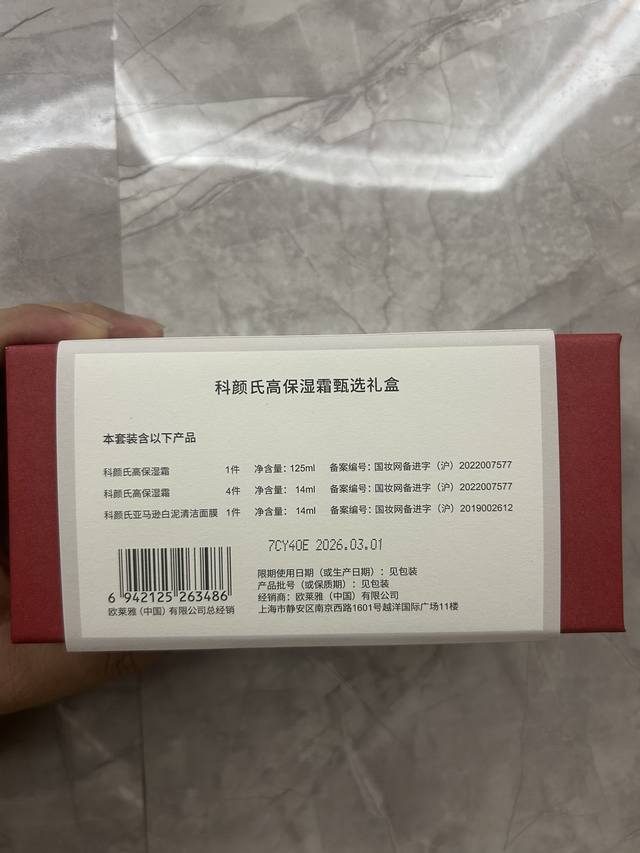 科颜氏高保湿霜甄选礼盒
本套装含以下产品
科颜氏高保湿霜 1件 净含量：125ml 备案编号：国妆网备进字（沪）2022007577
科颜氏高保湿霜 4件 净含量： 14ml 备案编号：国妆网备进字（沪）2022007577
科颜氏亚马逊白泥清洁面膜 1件 净含量： 14ml 备案编号：国妆网备进字（沪）2019002612
7CY40E 2026.03.01
限期使用日期（或生产日期）：见包装
产品批号（或保质期）：见包装
经销商：欧莱雅（中国）有限公司
上海市静安区南京西路1601号越洋国际广场11楼
6 942125 263486
欧莱雅（中国）有限公司总经销